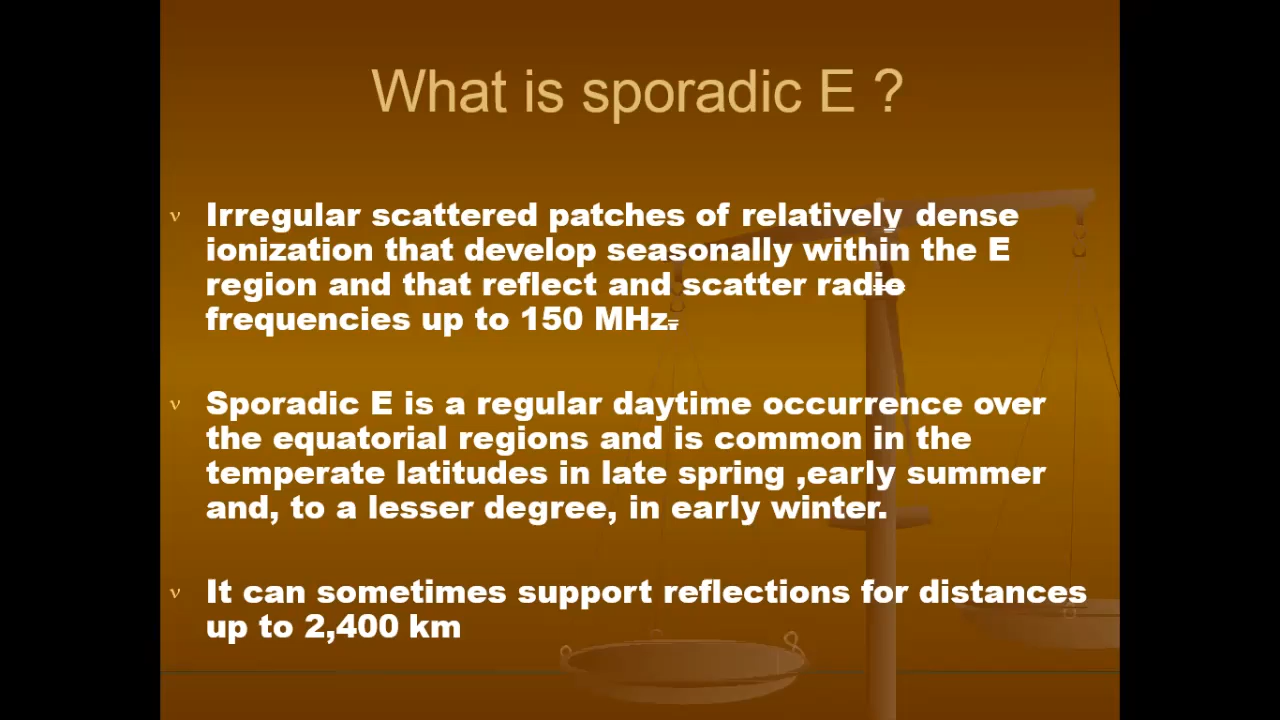 What is sporadic E ?
Irregular scattered patches of relatively dense
ionization that develop seasonally within the E
region and that reflect and scatter radio
frequencies up to 150 MHz.
Sporadic E is a regular daytime occurrence over
the equatorial regions and is common in the
temperate latitudes in late spring ,early summer
and, to a lesser degree, in early winter.
It can sometimes support reflections for distances
up to 2,400 km